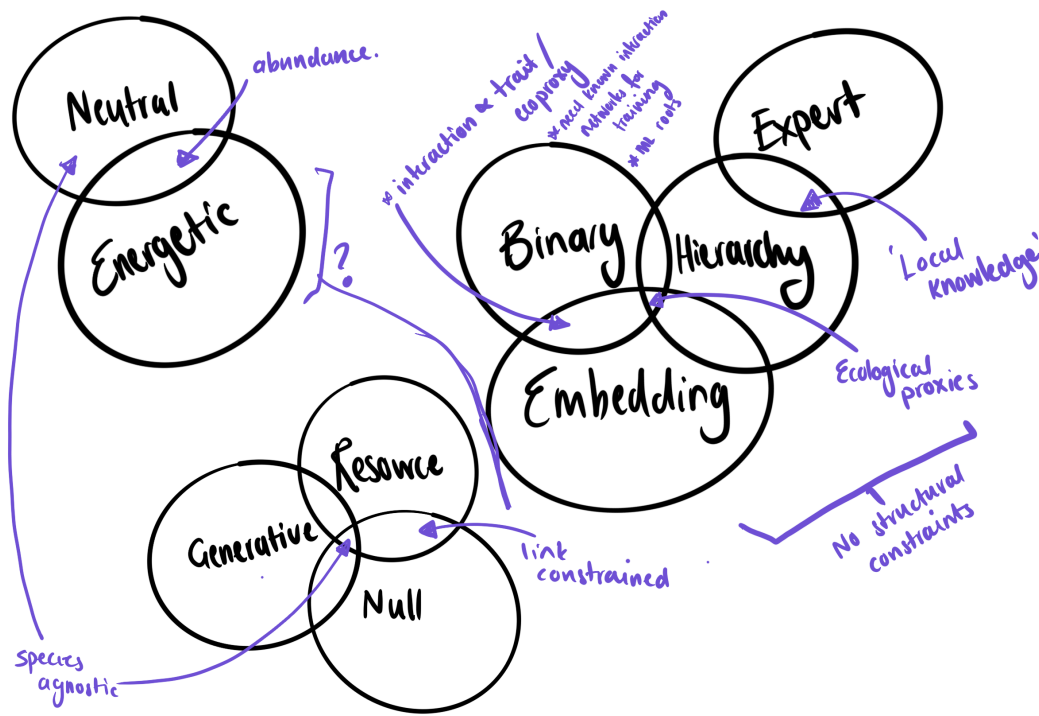 Neutral
abundance.
Energetic
?
* interaction ∝ trait /
ecoproxy
* need known interaction
networks for
training
* ML roots
Expert
Binary
Hierarchy
'Local
knowledge'
Embedding
Ecological
proxies
No structural
constraints
Resource
Generative
Null
link
constrained
species
agnostic